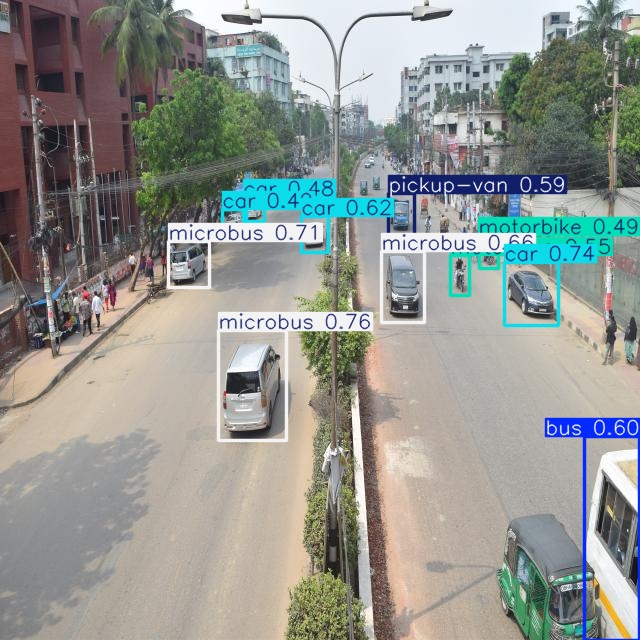 car 0.48
pickup-van 0.59
car 0.4
car 0.62
microbus 0.71
motorbike 0.49
microbus 0.66
0.55
car 0.74
microbus 0.76
bus 0.60